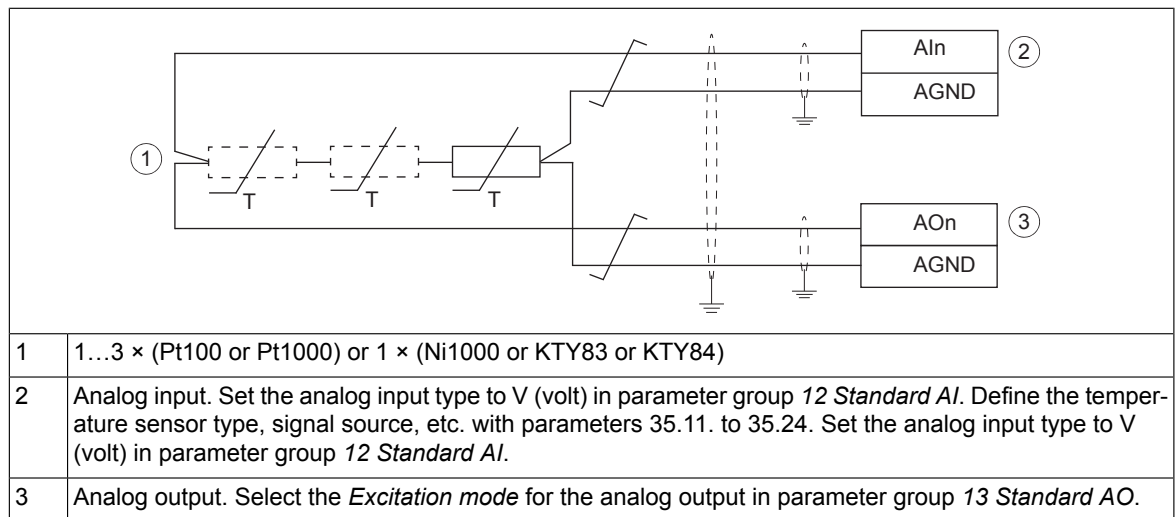 AIn
2
AGND
1
T
T
T
AOn
3
AGND
1 1…3 × (Pt100 or Pt1000) or 1 × (Ni1000 or KTY83 or KTY84)
2 Analog input. Set the analog input type to V (volt) in parameter group 12 Standard AI. Define the temper-
ature sensor type, signal source, etc. with parameters 35.11. to 35.24. Set the analog input type to V
(volt) in parameter group 12 Standard AI.
3 Analog output. Select the Excitation mode for the analog output in parameter group 13 Standard AO.